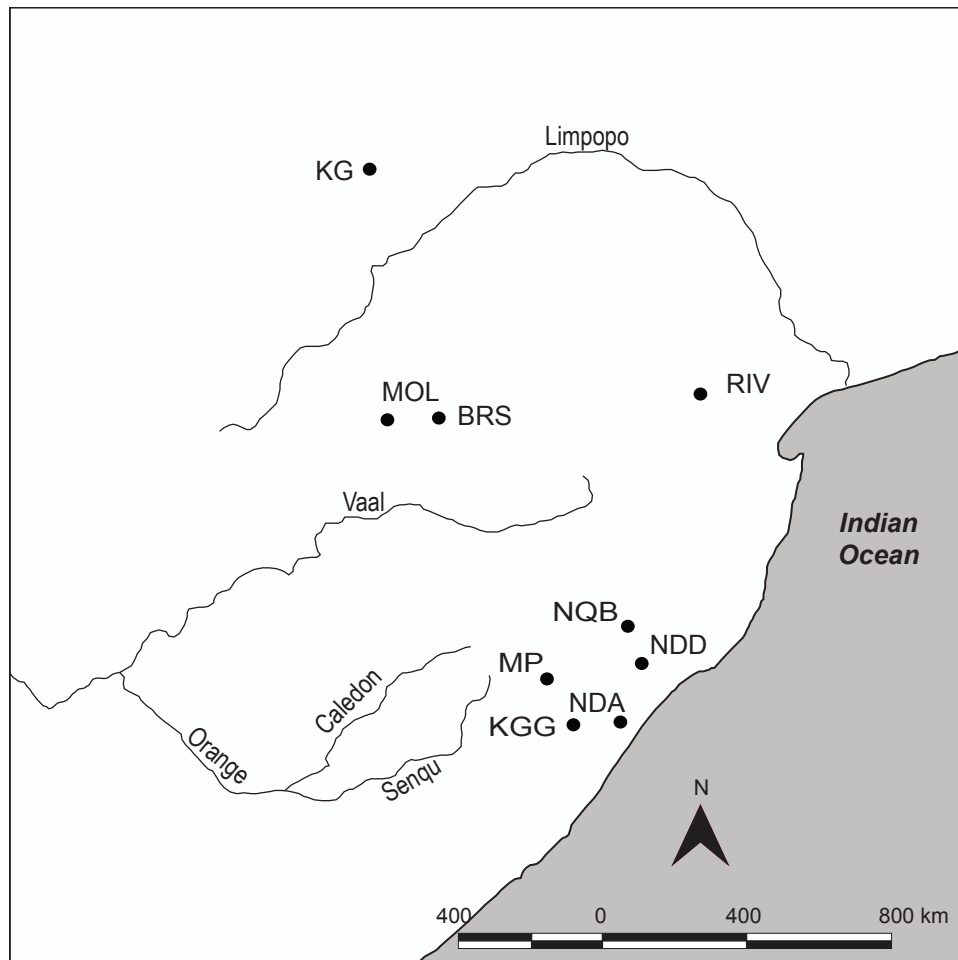 Limpopo
KG
MOL
BRS
RIV
Vaal
Indian
Ocean
NQB
NDD
MP
NDA
KGG
Caledon
Orange
Senqu
N
400 0 400 800 km